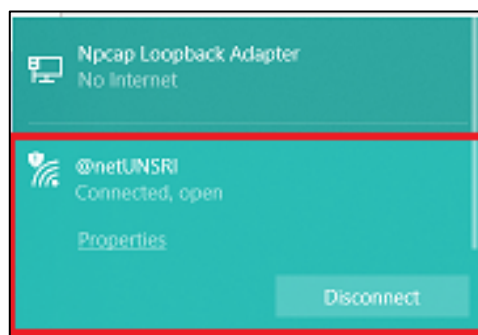 Npcap Loopback Adapter
No Internet
@netUNSRI
Connected, open
Properties
Disconnect